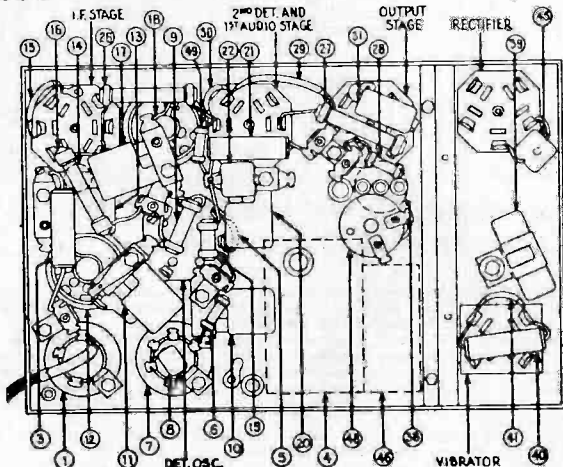 I.F. STAGE
2ND DET. AND
1ST AUDIO STAGE
OUTPUT
STAGE
RECTIFIER
15 16 14 25 17 13 18 9 49 30 22 21 29 27 31 28 39 45
3 1 12 11 7 8 6 10 19 20 5 4 48 46 38 41 40
DET. OSC.
VIBRATOR